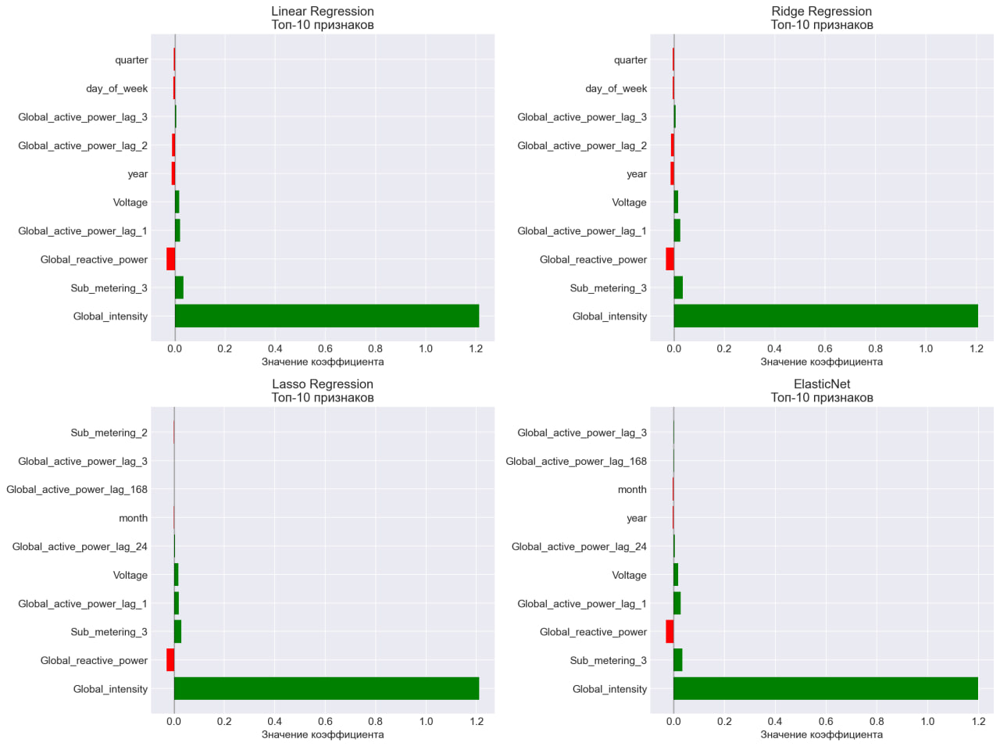 Linear Regression
Топ-10 признаков
quarter
day_of_week
Global_active_power_lag_3
Global_active_power_lag_2
year
Voltage
Global_active_power_lag_1
Global_reactive_power
Sub_metering_3
Global_intensity
0.0 0.2 0.4 0.6 0.8 1.0 1.2
Значение коэффициента
Ridge Regression
Топ-10 признаков
quarter
day_of_week
Global_active_power_lag_3
Global_active_power_lag_2
year
Voltage
Global_active_power_lag_1
Global_reactive_power
Sub_metering_3
Global_intensity
0.0 0.2 0.4 0.6 0.8 1.0 1.2
Значение коэффициента
Lasso Regression
Топ-10 признаков
Sub_metering_2
Global_active_power_lag_3
Global_active_power_lag_168
month
Global_active_power_lag_24
Voltage
Global_active_power_lag_1
Sub_metering_3
Global_reactive_power
Global_intensity
0.0 0.2 0.4 0.6 0.8 1.0 1.2
Значение коэффициента
ElasticNet
Топ-10 признаков
Global_active_power_lag_3
Global_active_power_lag_168
month
year
Global_active_power_lag_24
Voltage
Global_active_power_lag_1
Global_reactive_power
Sub_metering_3
Global_intensity
0.0 0.2 0.4 0.6 0.8 1.0 1.2
Значение коэффициента